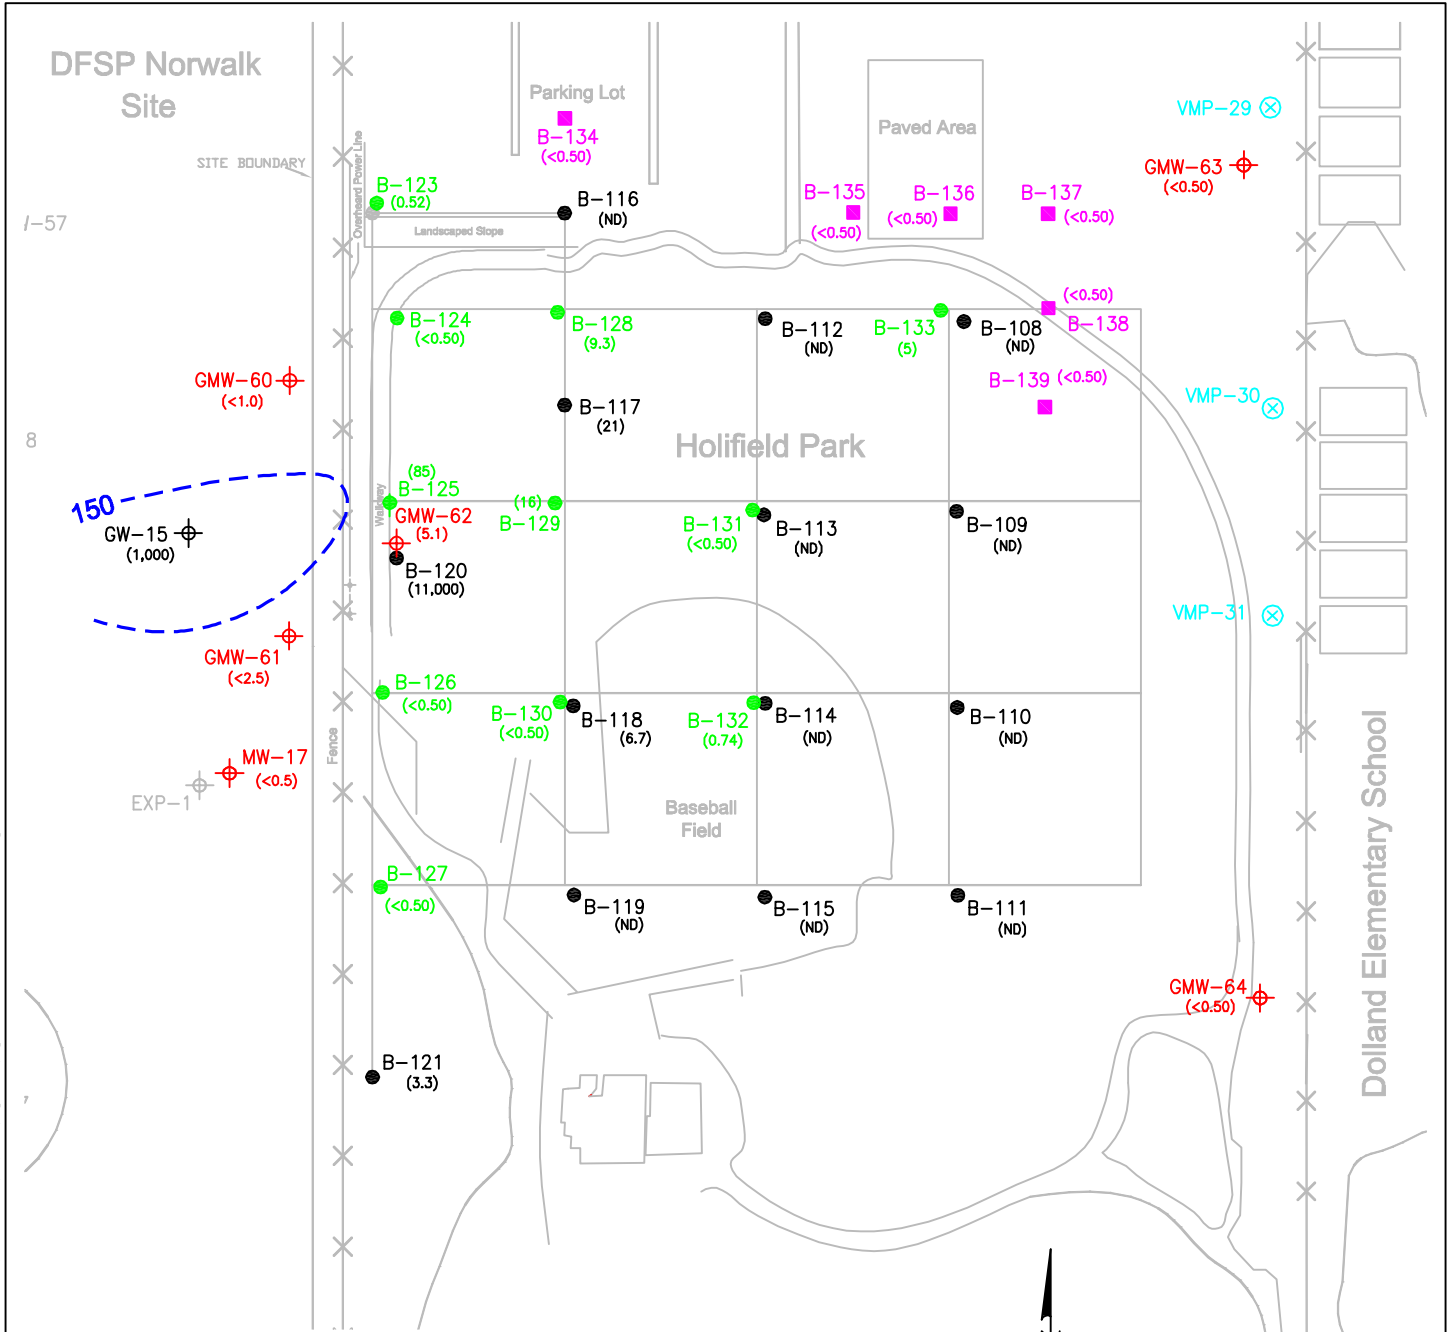 DFSP Norwalk
Site
SITE BOUNDARY
Overheard Power Line
Parking Lot
B-134
(<0.50)
Paved Area
VMP-29
GMW-63
(<0.50)
B-123
(0.52)
B-116
(ND)
Landscaped Slope
B-135
(<0.50)
B-136
(<0.50)
B-137
(<0.50)
-57
B-124
(<0.50)
B-128
(9.3)
B-112
(ND)
B-133
(5)
B-108
(ND)
(<0.50)
B-138
GMW-60
(<1.0)
B-117
(21)
B-139 (<0.50)
VMP-30
8
Holifield Park
150
GW-15
(1,000)
(85)
B-125
Walkway
GMW-62
(5.1)
B-120
(11,000)
(16)
B-129
B-131
(<0.50)
B-113
(ND)
B-109
(ND)
VMP-31
GMW-61
(<2.5)
B-126
(<0.50)
B-130
(<0.50)
B-118
(6.7)
B-132
(0.74)
B-114
(ND)
B-110
(ND)
Fence
MW-17
(<0.5)
EXP-1
Baseball
Field
Dolland Elementary School
B-127
(<0.50)
B-119
(ND)
B-115
(ND)
B-111
(ND)
GMW-64
(<0.50)
B-121
(3.3)